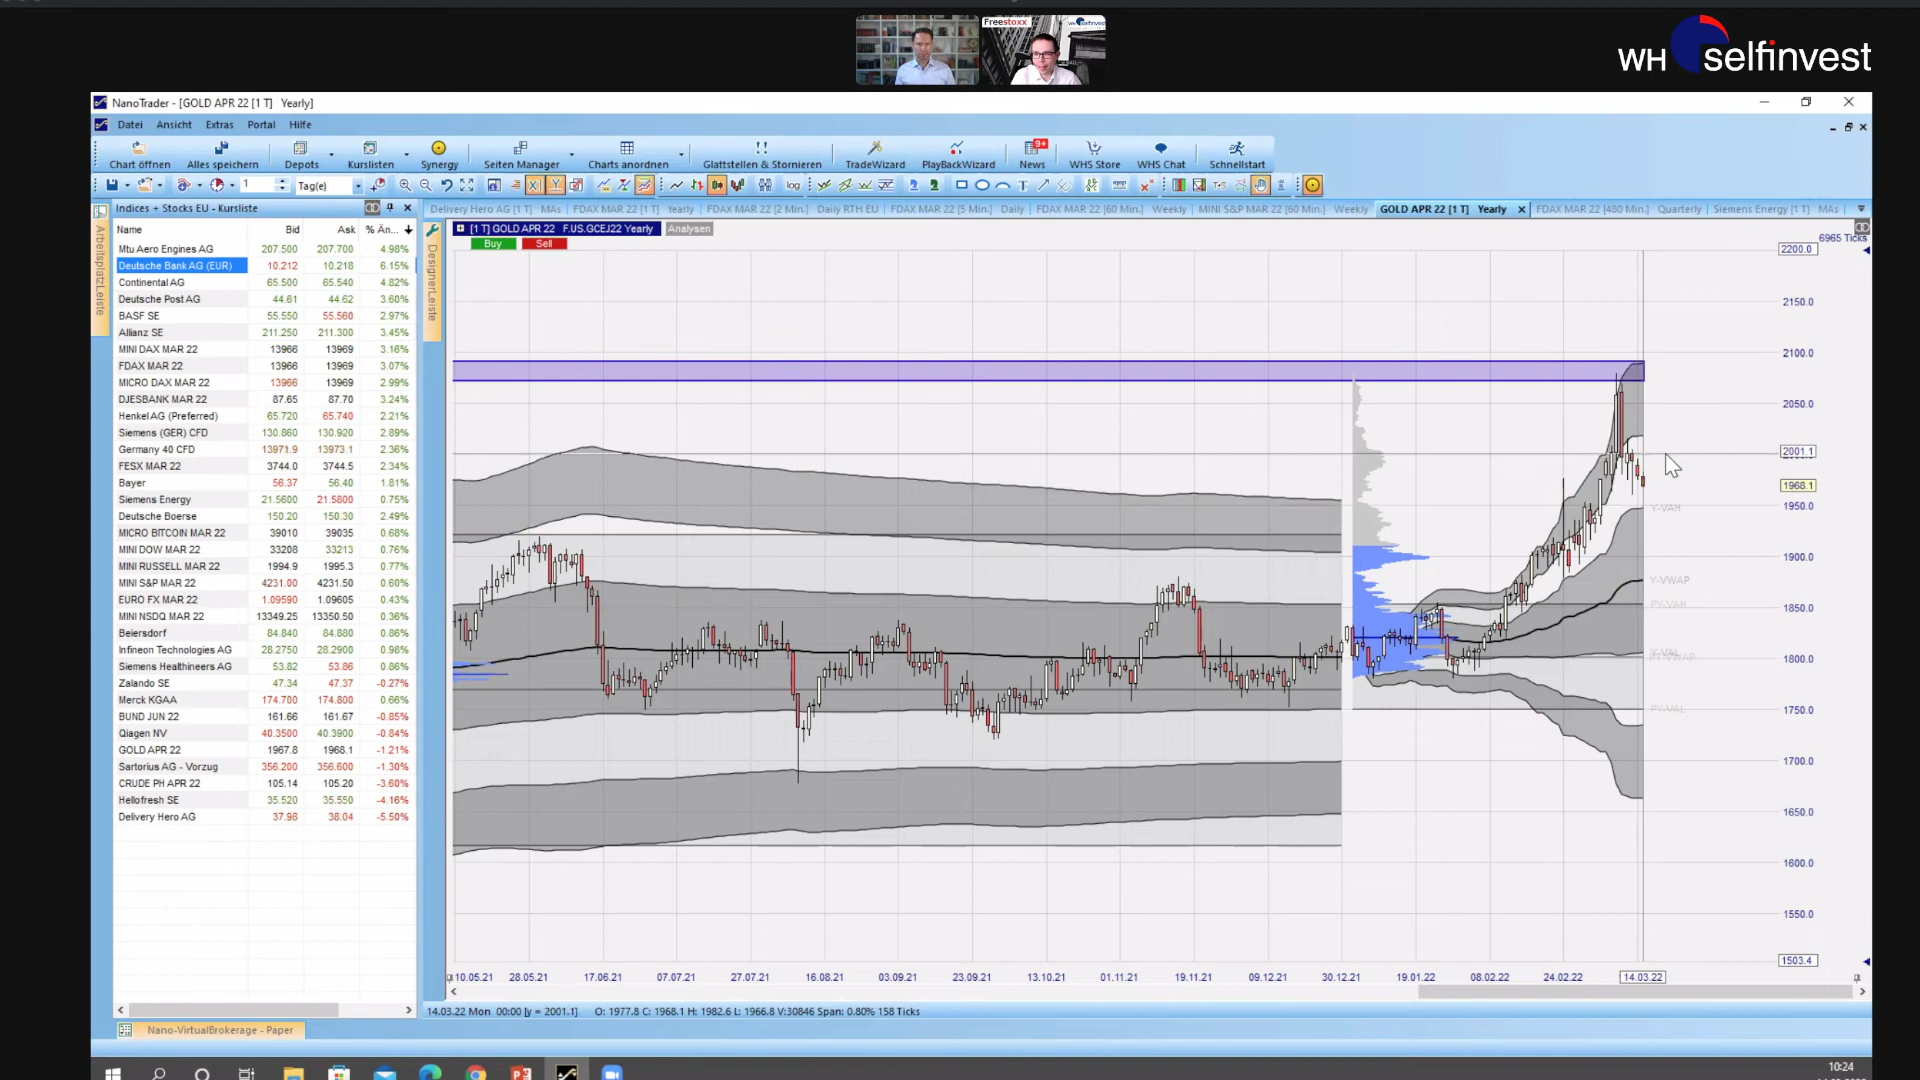 Freestoxx
WH selfinvest
NanoTrader - [GOLD APR 22 [1 T] Yearly]
Datei Ansicht Extras Portal Hilfe
Chart öffnen Alles speichern Depots Kurslisten Synergy Seiten Manager Charts anordnen Glattstellen & Stornieren TradeWizard PlayBackWizard News 9+ WHS Store WHS Chat Schnellstart
1 Tag(e) log
Indices + Stocks EU - Kursliste
Delivery Hero AG [1 T] MAs FDAX MAR 22 [1 T] Yearly FDAX MAR 22 [2 Min.] Daily RTH EU FDAX MAR 22 [5 Min.] Daily FDAX MAR 22 [60 Min.] Weekly MINI S&P MAR 22 [60 Min.] Weekly GOLD APR 22 [1 T] Yearly FDAX MAR 22 [480 Min.] Quarterly Siemens Energy [1 T] MAs
ArbeitsplatzLeiste
DesignerLeiste
Name Bid Ask % Än...
Mtu Aero Engines AG 207.500 207.700 4.98%
Deutsche Bank AG (EUR) 10.212 10.218 6.15%
Continental AG 65.500 65.540 4.82%
Deutsche Post AG 44.61 44.62 3.60%
BASF SE 55.550 55.560 2.97%
Allianz SE 211.250 211.300 3.45%
MINI DAX MAR 22 13966 13969 3.16%
FDAX MAR 22 13966 13969 3.07%
MICRO DAX MAR 22 13966 13969 2.99%
DJESBANK MAR 22 87.65 87.70 3.24%
Henkel AG (Preferred) 65.720 65.740 2.21%
Siemens (GER) CFD 130.860 130.920 2.89%
Germany 40 CFD 13971.9 13973.1 2.36%
FESX MAR 22 3744.0 3744.5 2.34%
Bayer 56.37 56.40 1.81%
Siemens Energy 21.5600 21.5800 0.75%
Deutsche Boerse 150.20 150.30 2.49%
MICRO BITCOIN MAR 22 39010 39035 0.68%
MINI DOW MAR 22 33208 33213 0.76%
MINI RUSSELL MAR 22 1994.9 1995.3 0.77%
MINI S&P MAR 22 4231.00 4231.50 0.60%
EURO FX MAR 22 1.09590 1.09605 0.43%
MINI NSDQ MAR 22 13349.25 13350.50 0.36%
Beiersdorf 84.840 84.880 0.86%
Infineon Technologies AG 28.2750 28.2900 0.98%
Siemens Healthineers AG 53.82 53.86 0.86%
Zalando SE 47.34 47.37 -0.27%
Merck KGAA 174.700 174.800 0.66%
BUND JUN 22 161.66 161.67 -0.85%
Qiagen NV 40.3500 40.3900 -0.84%
GOLD APR 22 1967.8 1968.1 -1.21%
Sartorius AG - Vorzug 356.200 356.600 -1.30%
CRUDE PH APR 22 105.14 105.20 -3.60%
Hellofresh SE 35.520 35.550 -4.16%
Delivery Hero AG 37.98 38.04 -5.50%
[1 T] GOLD APR 22 F.US.GCEJ22 Yearly Analysen
Buy Sell
6965 Ticks
2200.0
2150.0
2100.0
2050.0
2001.1
1968.1
1950.0
1900.0
1850.0
1800.0
1750.0
1700.0
1650.0
1600.0
1550.0
1503.4
Y-VAH
Y-VWAP
PY-VAH
PY-VWAP
PY-VAL
10.05.21 28.05.21 17.06.21 07.07.21 27.07.21 16.08.21 03.09.21 23.09.21 13.10.21 01.11.21 19.11.21 09.12.21 30.12.21 19.01.22 08.02.22 24.02.22 14.03.22
14.03.22 Mon 00:00 [y = 2001.1] O: 1977.8 C: 1968.1 H: 1982.6 L: 1966.8 V:30846 Span: 0.80% 158 Ticks
Nano-VirtualBrokerage - Paper
10:24